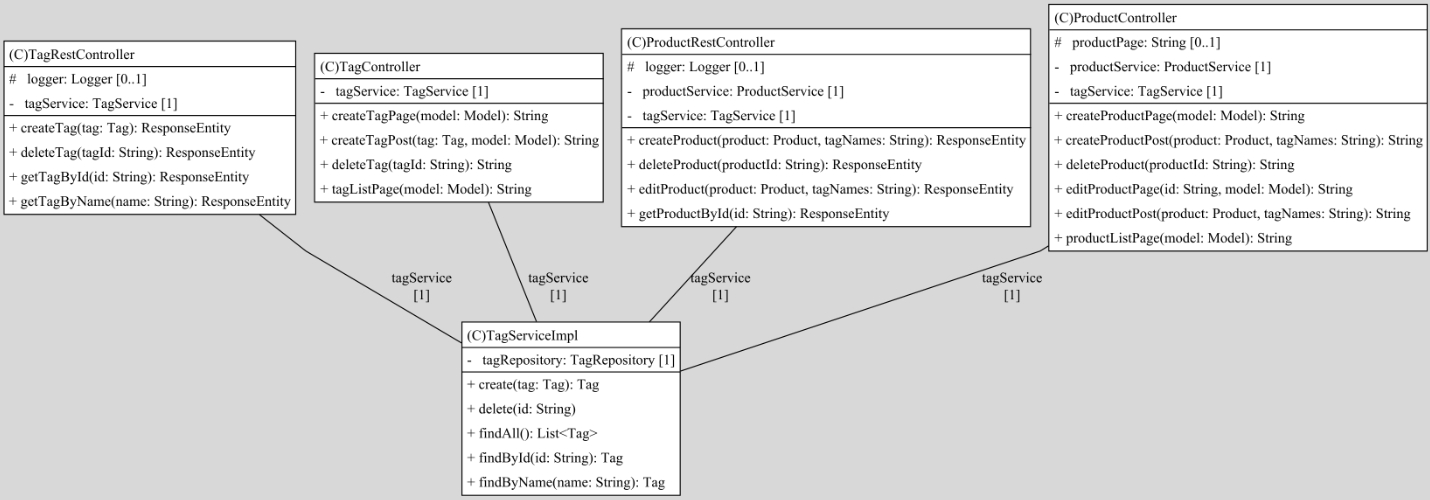 (C)TagRestController
# logger: Logger [0..1]
- tagService: TagService [1]
+ createTag(tag: Tag): ResponseEntity
+ deleteTag(tagId: String): ResponseEntity
+ getTagById(id: String): ResponseEntity
+ getTagByName(name: String): ResponseEntity
(C)TagController
- tagService: TagService [1]
+ createTagPage(model: Model): String
+ createTagPost(tag: Tag, model: Model): String
+ deleteTag(tagId: String): String
+ tagListPage(model: Model): String
(C)ProductRestController
# logger: Logger [0..1]
- productService: ProductService [1]
- tagService: TagService [1]
+ createProduct(product: Product, tagNames: String): ResponseEntity
+ deleteProduct(productId: String): ResponseEntity
+ editProduct(product: Product, tagNames: String): ResponseEntity
+ getProductById(id: String): ResponseEntity
(C)ProductController
# productPage: String [0..1]
- productService: ProductService [1]
- tagService: TagService [1]
+ createProductPage(model: Model): String
+ createProductPost(product: Product, tagNames: String): String
+ deleteProduct(productId: String): String
+ editProductPage(id: String, model: Model): String
+ editProductPost(product: Product, tagNames: String): String
+ productListPage(model: Model): String
tagService
[1]
tagService
[1]
tagService
[1]
tagService
[1]
(C)TagServiceImpl
- tagRepository: TagRepository [1]
+ create(tag: Tag): Tag
+ delete(id: String)
+ findAll(): List<Tag>
+ findById(id: String): Tag
+ findByName(name: String): Tag